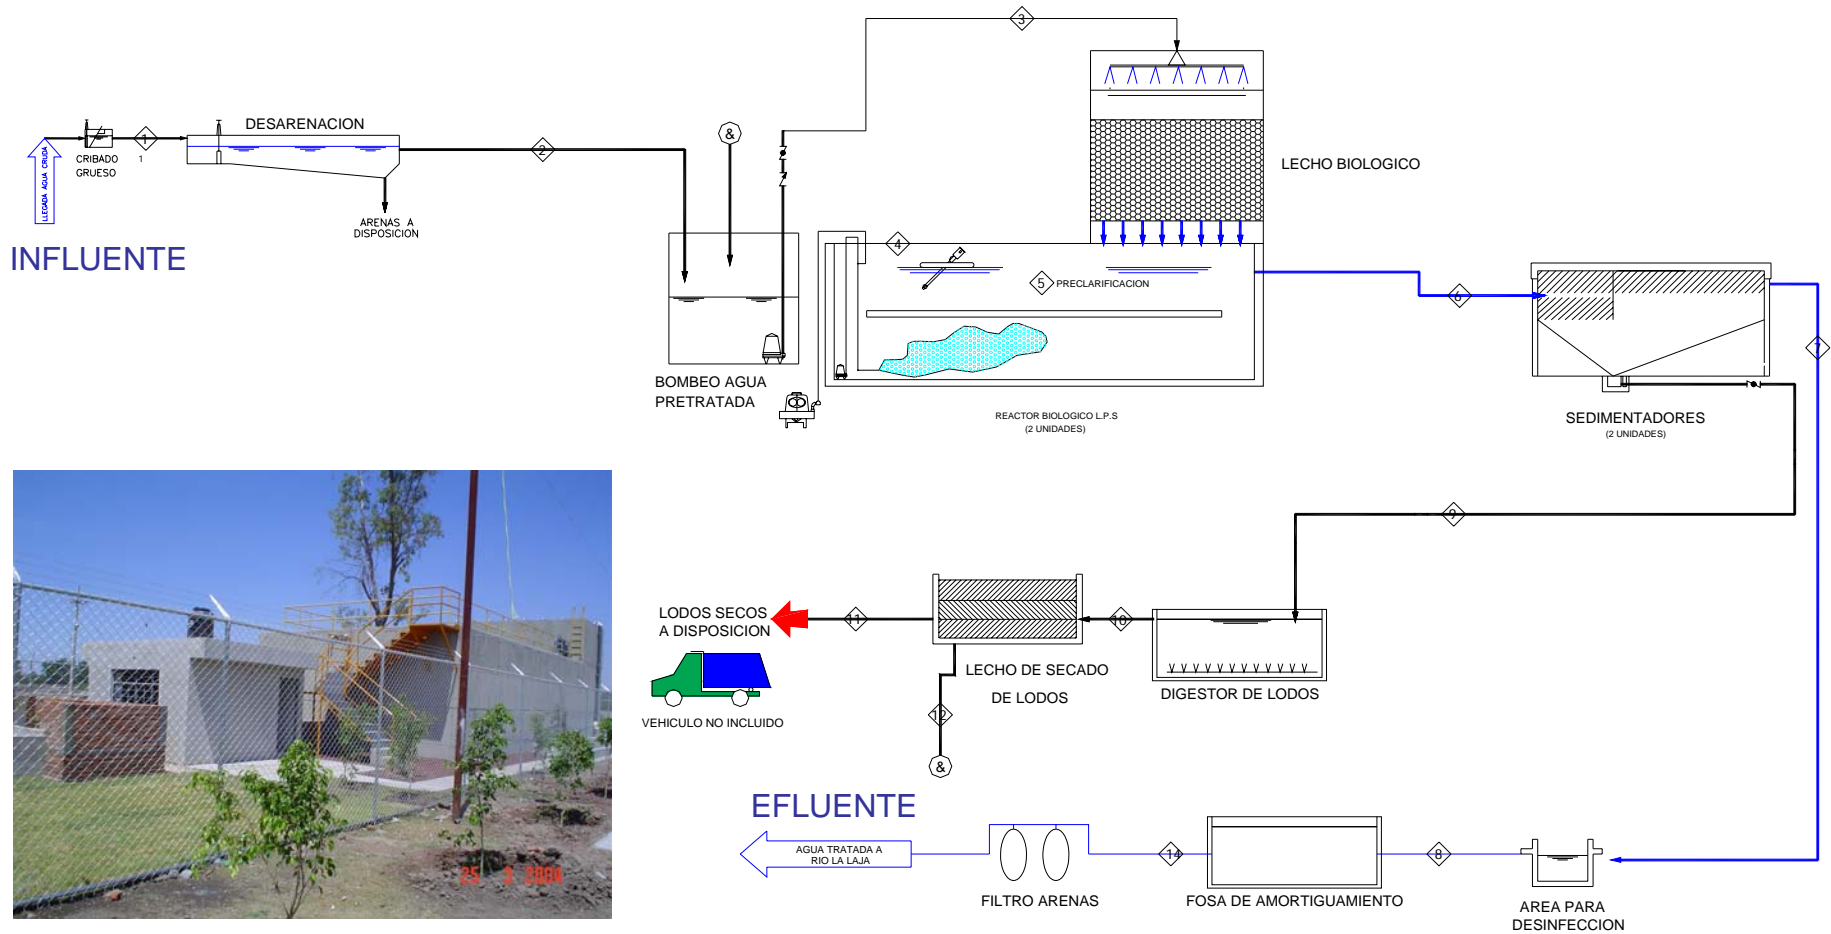 3
DESARENACION
1
2
&
CRIBADO
GRUESO
1
LLEGADA AGUA CRUDA
ARENAS A
DISPOSICION
INFLUENTE
LECHO BIOLOGICO
4
5
PRECLARIFICACION
6
7
BOMBEO AGUA
PRETRATADA
REACTOR BIOLOGICO L.P.S
(2 UNIDADES)
SEDIMENTADORES
(2 UNIDADES)
9
LODOS SECOS
A DISPOSICION
11
10
LECHO DE SECADO
DE LODOS
DIGESTOR DE LODOS
VEHICULO NO INCLUIDO
12
&
EFLUENTE
AGUA TRATADA A
RIO LA LAJA
14
8
FILTRO ARENAS
FOSA DE AMORTIGUAMIENTO
AREA PARA
DESINFECCION
25 3 2004